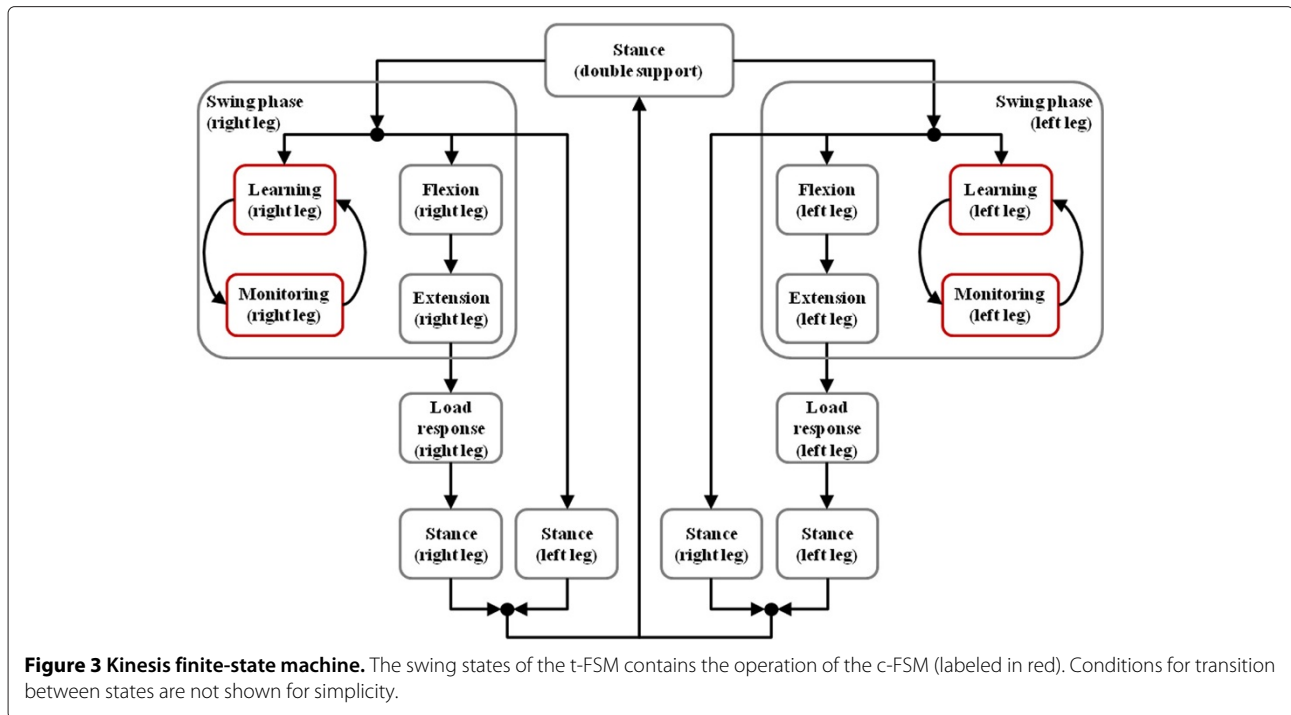 Stance
(double support)
Swing phase
(right leg)
Learning
(right leg)
Monitoring
(right leg)
Flexion
(right leg)
Extension
(right leg)
Load
response
(right leg)
Stance
(right leg)
Stance
(left leg)
Swing phase
(left leg)
Flexion
(left leg)
Extension
(left leg)
Learning
(left leg)
Monitoring
(left leg)
Load
response
(left leg)
Stance
(right leg)
Stance
(left leg)
Figure 3 Kinesis finite-state machine. The swing states of the t-FSM contains the operation of the c-FSM (labeled in red). Conditions for transition
between states are not shown for simplicity.